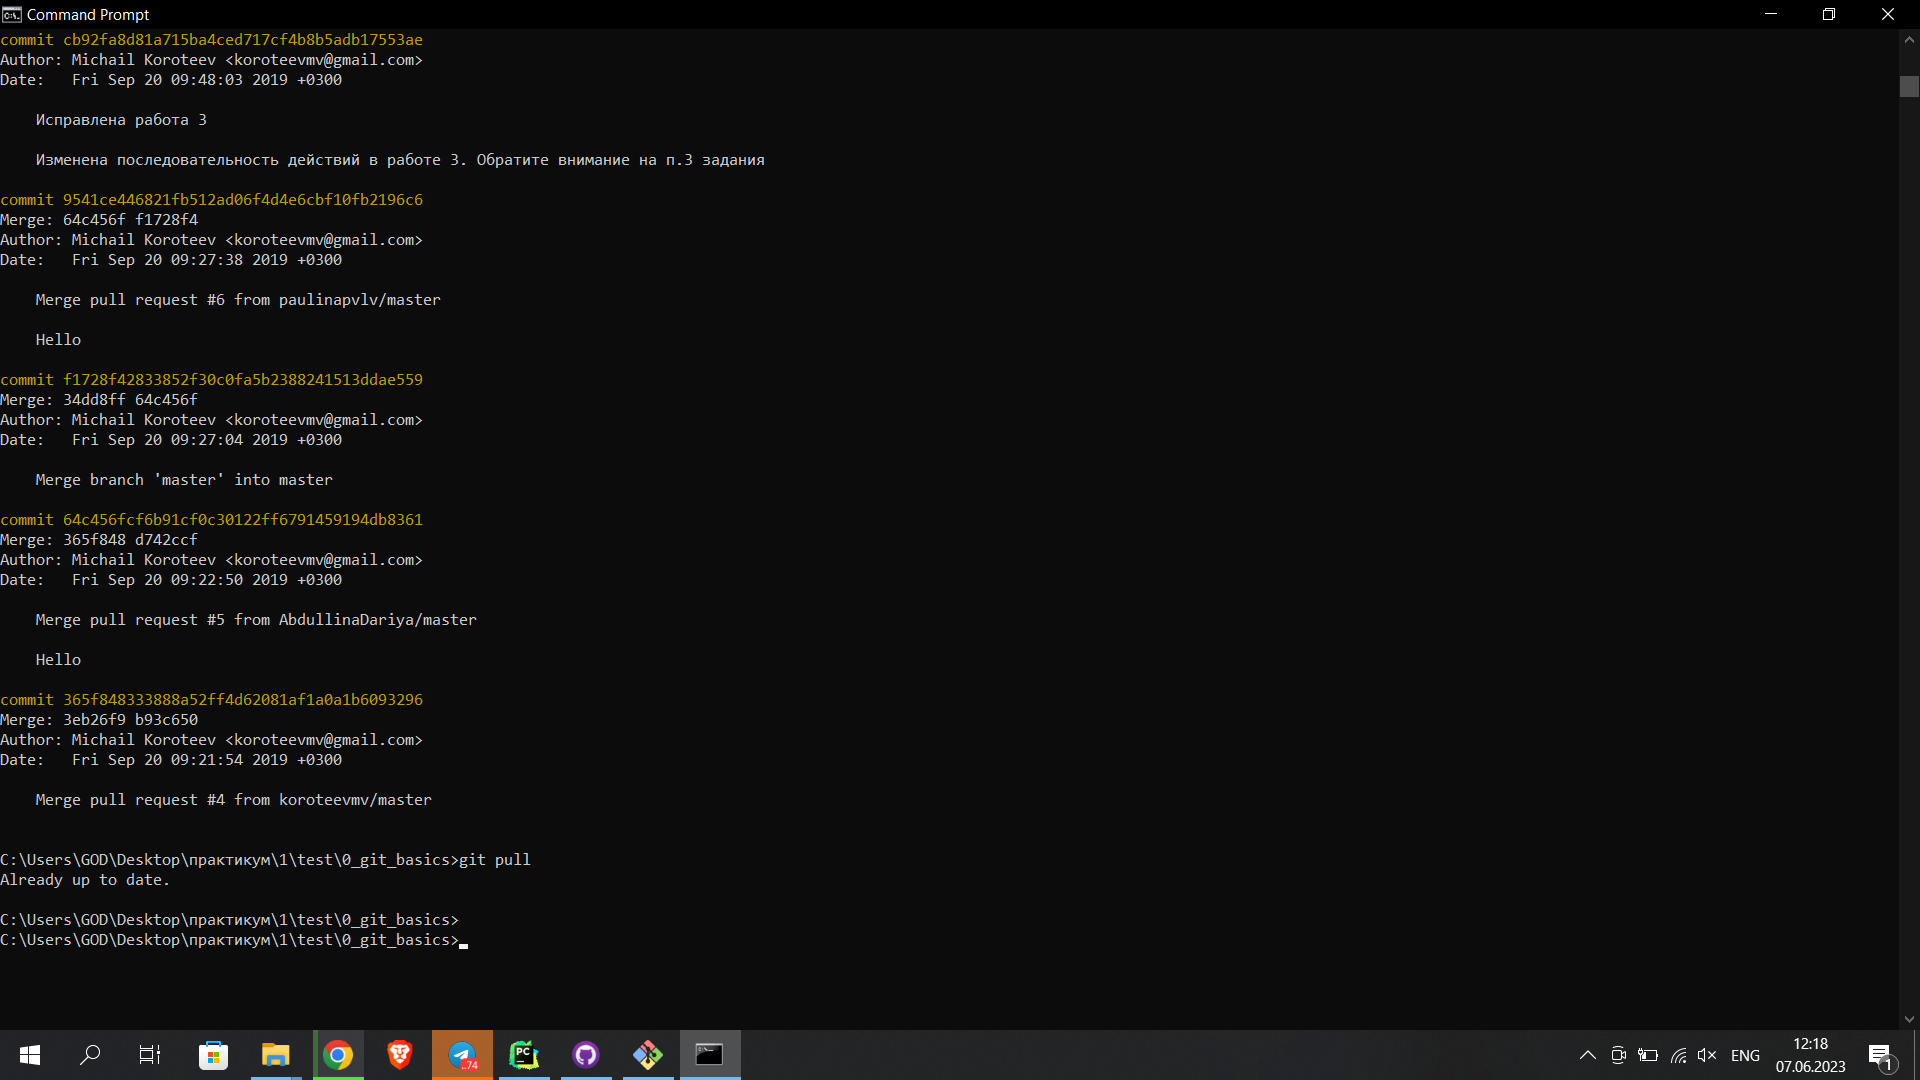 Command Prompt
commit cb92fa8d81a715ba4ced717cf4b8b5adb17553ae
Author: Michail Koroteev <koroteevmv@gmail.com>
Date:   Fri Sep 20 09:48:03 2019 +0300
Исправлена работа 3
Изменена последовательность действий в работе 3. Обратите внимание на п.3 задания
commit 9541ce446821fb512ad06f4d4e6cbf10fb2196c6
Merge: 64c456f f1728f4
Author: Michail Koroteev <koroteevmv@gmail.com>
Date:   Fri Sep 20 09:27:38 2019 +0300
Merge pull request #6 from paulinapvlv/master
Hello
commit f1728f42833852f30c0fa5b2388241513ddae559
Merge: 34dd8ff 64c456f
Author: Michail Koroteev <koroteevmv@gmail.com>
Date:   Fri Sep 20 09:27:04 2019 +0300
Merge branch 'master' into master
commit 64c456fcf6b91cf0c30122ff6791459194db8361
Merge: 365f848 d742ccf
Author: Michail Koroteev <koroteevmv@gmail.com>
Date:   Fri Sep 20 09:22:50 2019 +0300
Merge pull request #5 from AbdullinaDariya/master
Hello
commit 365f848333888a52ff4d62081af1a0a1b6093296
Merge: 3eb26f9 b93c650
Author: Michail Koroteev <koroteevmv@gmail.com>
Date:   Fri Sep 20 09:21:54 2019 +0300
Merge pull request #4 from koroteevmv/master
C:\Users\GOD\Desktop\практикум\1\test\0_git_basics>git pull
Already up to date.
C:\Users\GOD\Desktop\практикум\1\test\0_git_basics>
C:\Users\GOD\Desktop\практикум\1\test\0_git_basics>
..74
PC
ENG
12:18
07.06.2023
1